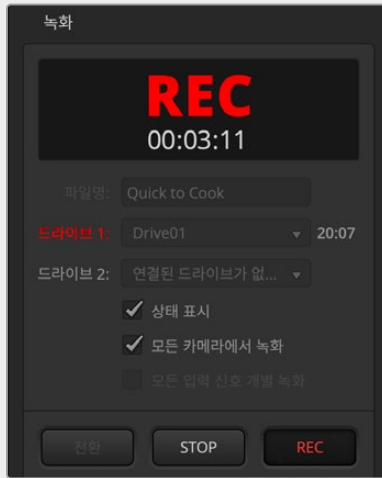 녹화
REC
00:03:11
파일명: Quick to Cook
드라이브 1: Drive01 20:07
드라이브 2: 연결된 드라이브가 없...
상태 표시
모든 카메라에서 녹화
모든 입력 신호 개별 녹화
전환 STOP REC